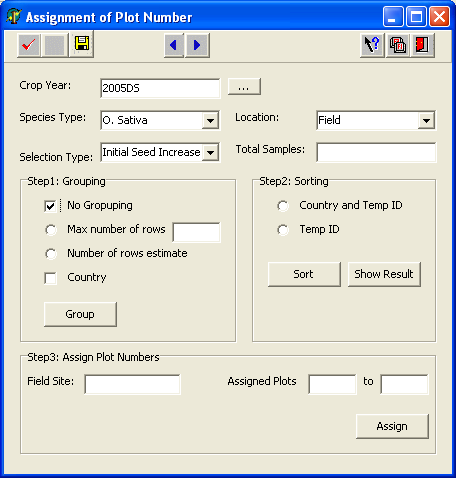 Assignment of Plot Number
Crop Year: 2005DS ...
Species Type: O. Sativa Location: Field
Selection Type: Initial Seed Increase Total Samples:
Step1: Grouping Step2: Sorting
No Gropuping Country and Temp ID
Max number of rows Temp ID
Number of rows estimate
Country Sort Show Result
Group
Step3: Assign Plot Numbers
Field Site: Assigned Plots to
Assign